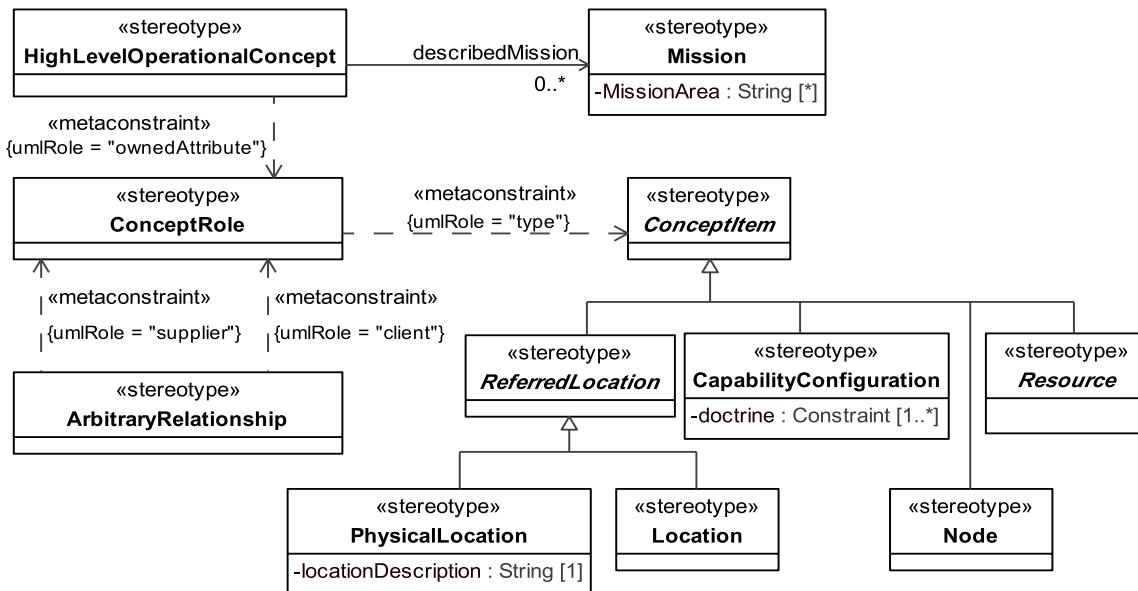 «stereotype»
HighLevelOperationalConcept
describedMission
0..*
«stereotype»
Mission
-MissionArea : String [*]
«metaconstraint»
{umlRole = "ownedAttribute"}
«stereotype»
ConceptRole
«metaconstraint»
{umlRole = "type"}
«stereotype»
ConceptItem
«metaconstraint»
{umlRole = "supplier"}
«metaconstraint»
{umlRole = "client"}
«stereotype»
ArbitraryRelationship
«stereotype»
ReferredLocation
«stereotype»
CapabilityConfiguration
-doctrine : Constraint [1..*]
«stereotype»
Resource
«stereotype»
PhysicalLocation
-locationDescription : String [1]
«stereotype»
Location
«stereotype»
Node